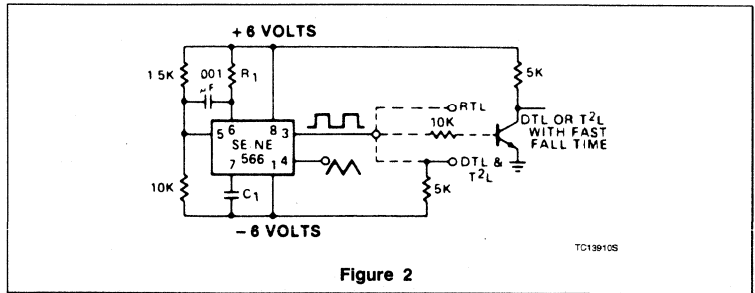 + 6 VOLTS
1 5K
001
µF
R1
5K
RTL
10K
DTL OR T2L
WITH FAST
FALL TIME
5
6
8
3
SE NE
566
7
1
4
DTL &
T2L
10K
C1
5K
– 6 VOLTS
TC13910S
Figure 2